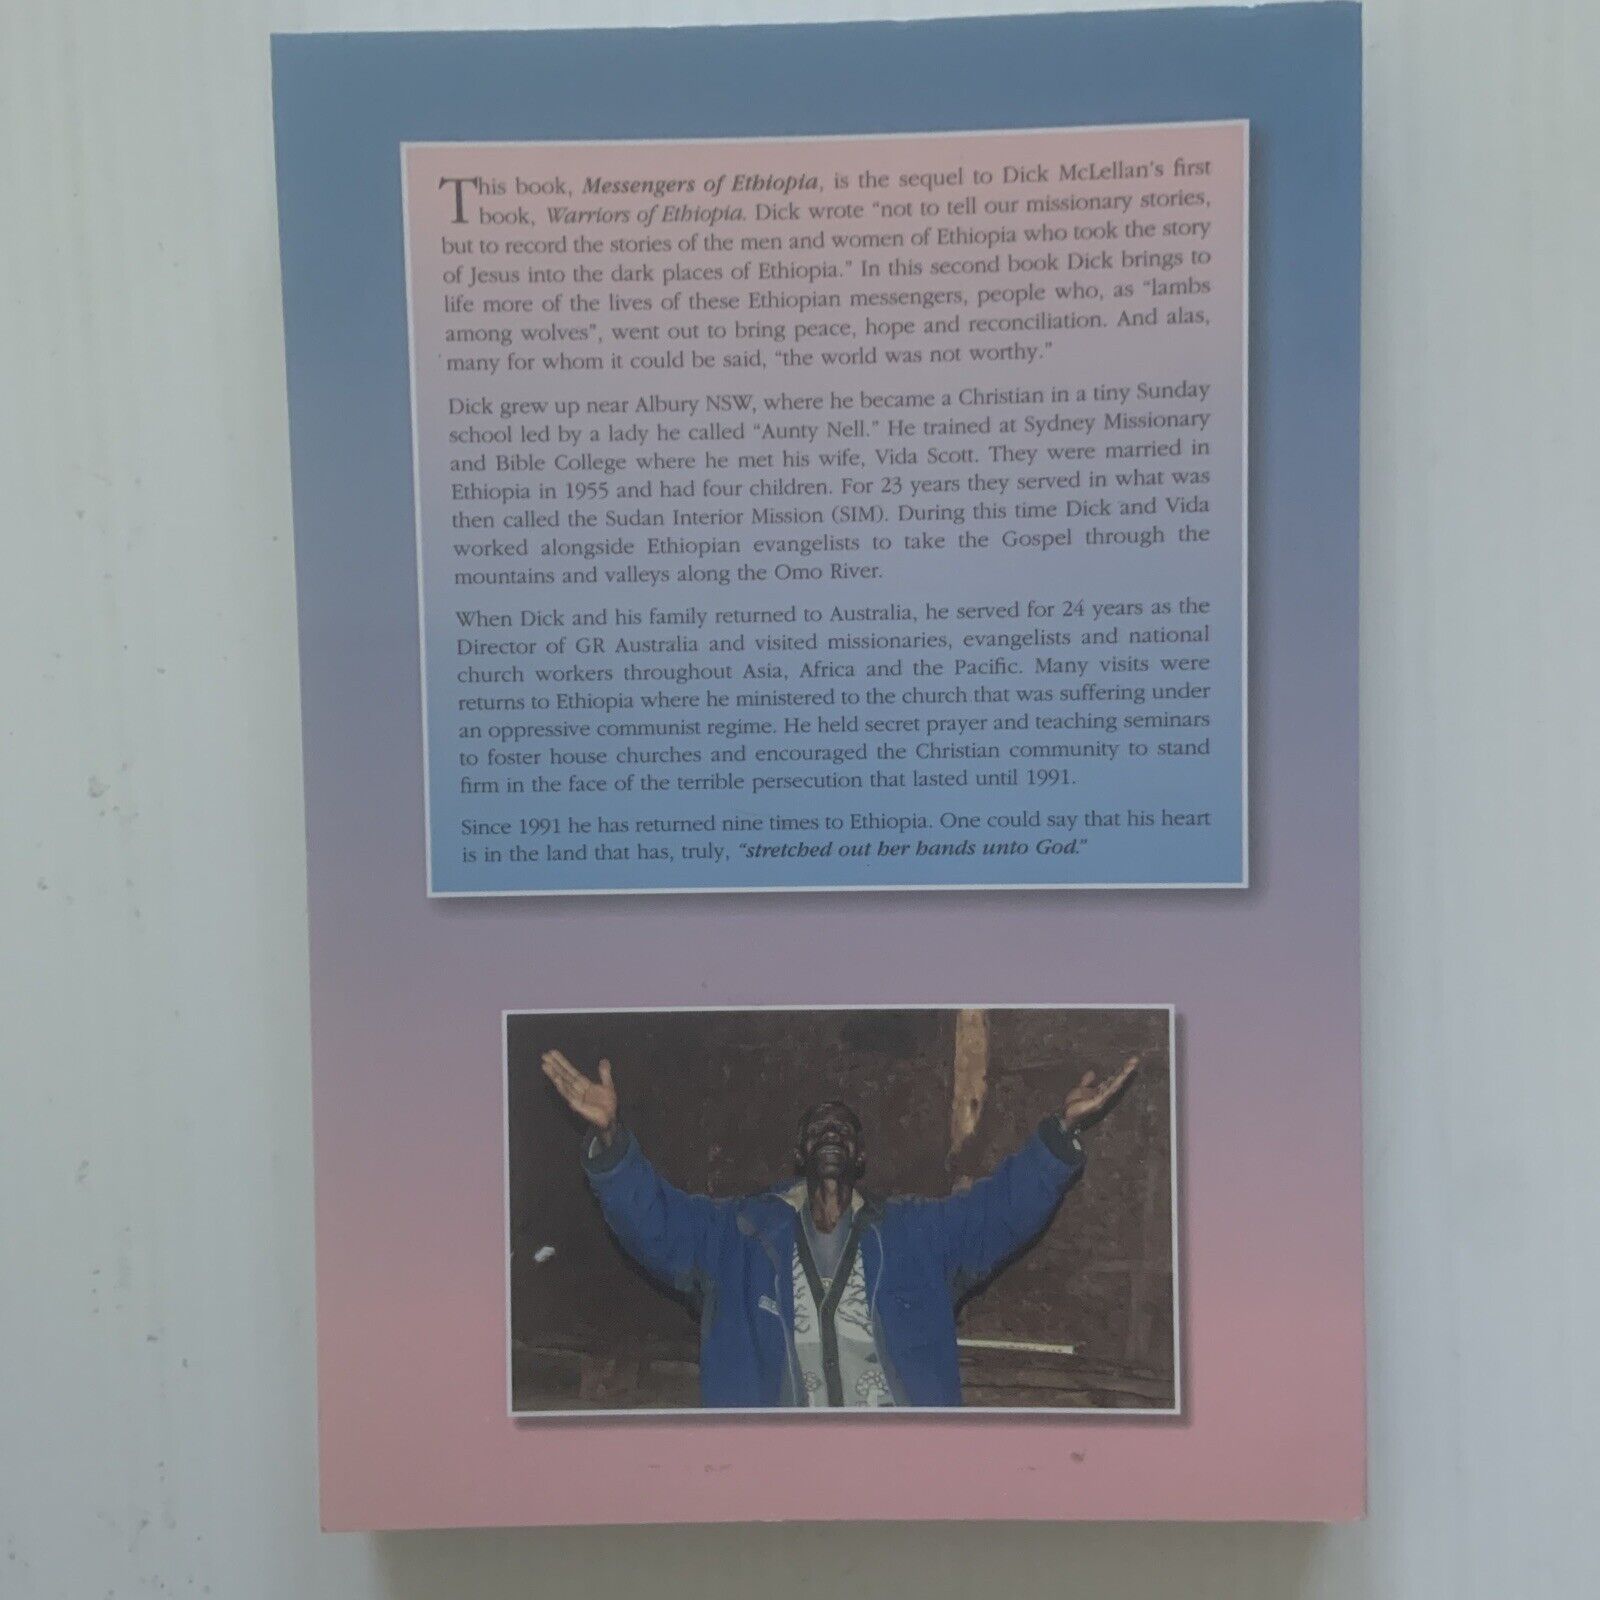 This book, Messengers of Ethiopia, is the sequel to Dick McLellan's first
book, Warriors of Ethiopia. Dick wrote “not to tell our missionary stories,
but to record the stories of the men and women of Ethiopia who took the story
of Jesus into the dark places of Ethiopia.” In this second book Dick brings to
life more of the lives of these Ethiopian messengers, people who, as “lambs
among wolves”, went out to bring peace, hope and reconciliation. And alas,
many for whom it could be said, “the world was not worthy.”
Dick grew up near Albury NSW, where he became a Christian in a tiny Sunday
school led by a lady he called “Aunty Nell.” He trained at Sydney Missionary
and Bible College where he met his wife, Vida Scott. They were married in
Ethiopia in 1955 and had four children. For 23 years they served in what was
then called the Sudan Interior Mission (SIM). During this time Dick and Vida
worked alongside Ethiopian evangelists to take the Gospel through the
mountains and valleys along the Omo River.
When Dick and his family returned to Australia, he served for 24 years as the
Director of GR Australia and visited missionaries, evangelists and national
church workers throughout Asia, Africa and the Pacific. Many visits were
returns to Ethiopia where he ministered to the church that was suffering under
an oppressive communist regime. He held secret prayer and teaching seminars
to foster house churches and encouraged the Christian community to stand
firm in the face of the terrible persecution that lasted until 1991.
Since 1991 he has returned nine times to Ethiopia. One could say that his heart
is in the land that has, truly, “stretched out her hands unto God.”